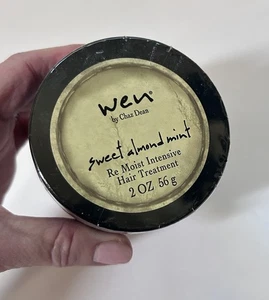 wen®
by Chaz Dean
sweet almond mint
Re Moist Intensive
Hair Treatment
2 OZ 56 g